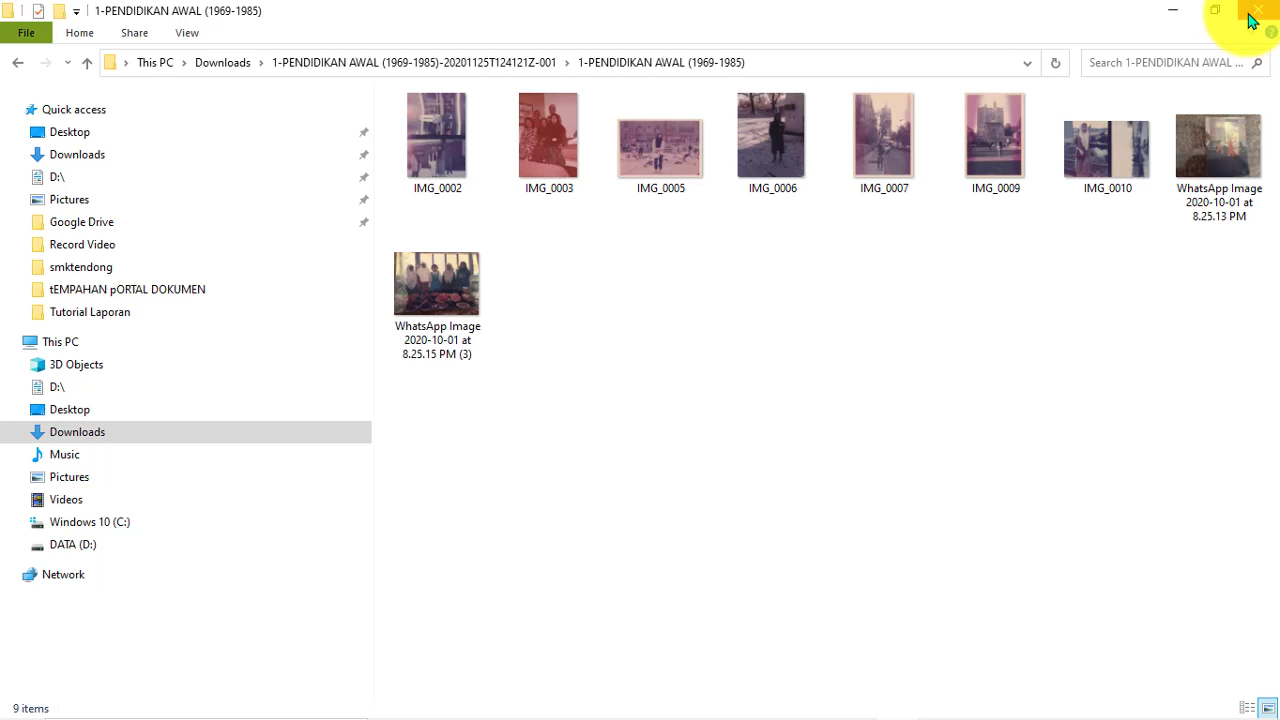 1-PENDIDIKAN AWAL (1969-1985)
File Home Share View
This PC Downloads 1-PENDIDIKAN AWAL (1969-1985)-20201125T124121Z-001 1-PENDIDIKAN AWAL (1969-1985)
Search 1-PENDIDIKAN AWAL ...
Quick access
Desktop
Downloads
D:\
Pictures
Google Drive
Record Video
smktendong
tEMPAHAN pORTAL DOKUMEN
Tutorial Laporan
This PC
3D Objects
D:\
Desktop
Downloads
Music
Pictures
Videos
Windows 10 (C:)
DATA (D:)
Network
IMG_0002
IMG_0003
IMG_0005
IMG_0006
IMG_0007
IMG_0009
IMG_0010
WhatsApp Image
2020-10-01 at
8.25.13 PM
WhatsApp Image
2020-10-01 at
8.25.15 PM (3)
9 items